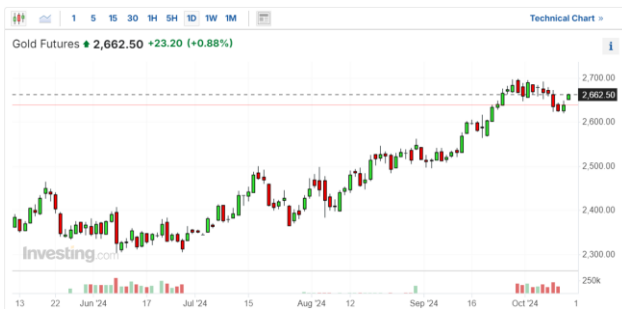 1 5 15 30 1H 5H 1D 1W 1M Technical Chart »
Gold Futures 2,662.50 +23.20 (+0.88%)
i
2,700.00
2,662.50
2,600.00
2,500.00
2,400.00
2,300.00
Investing.com
250k
13 22 Jun '24 17 Jul '24 15 Aug '24 12 Sep '24 16 Oct '24 1